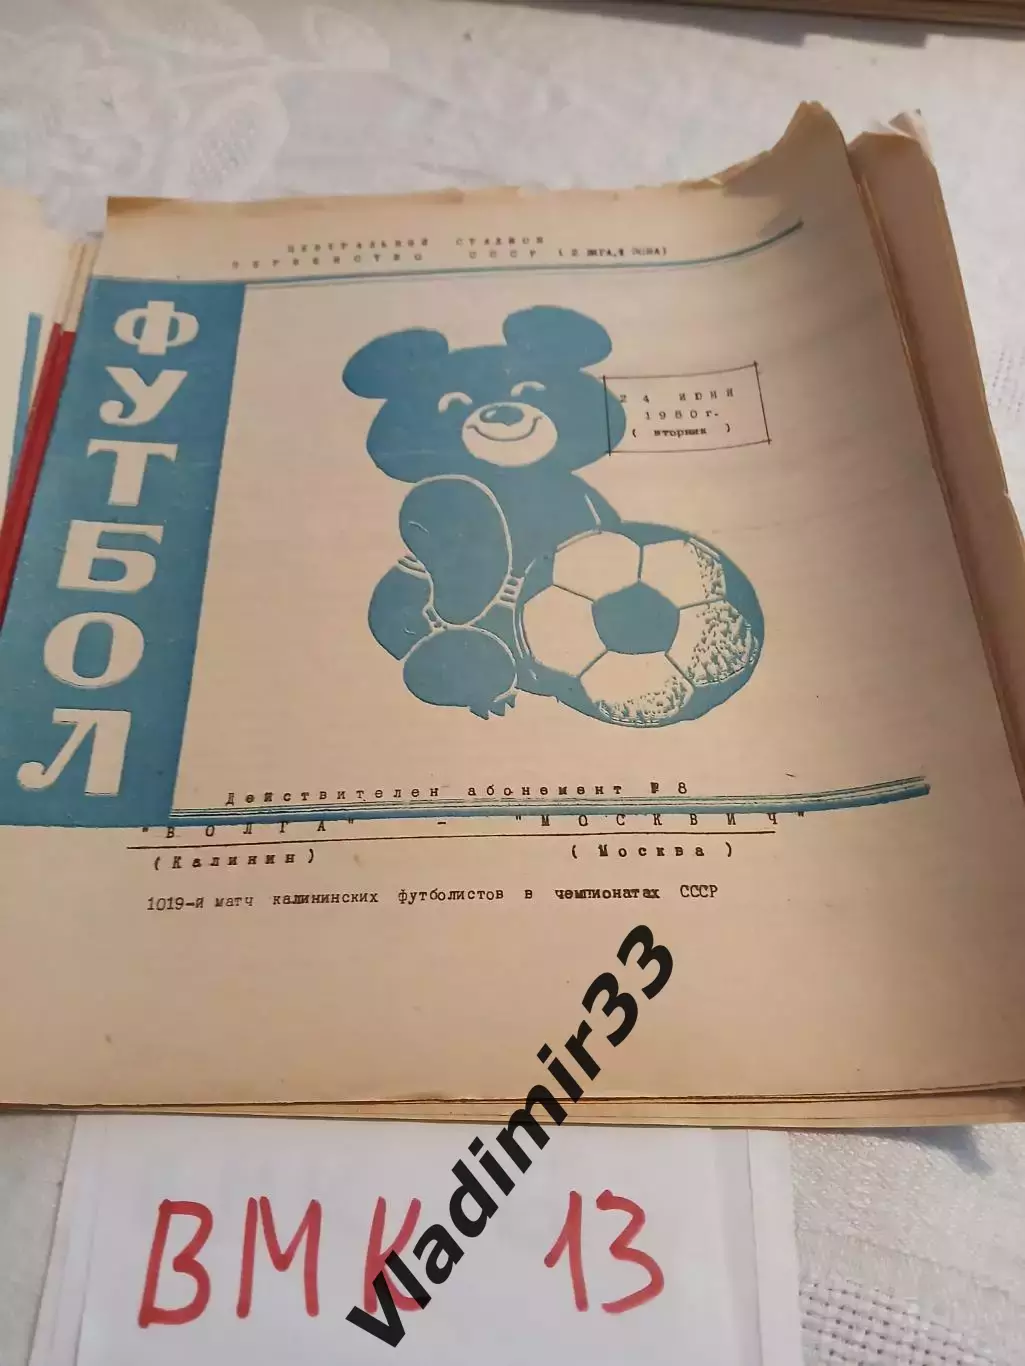 ЦЕНТРАЛЬНЫЙ СТАДИОН
ПЕРВЕНСТВО СССР (2 ЛИГА, I ЗОНА)
ФУТБОЛ
24 ИЮНЯ
1980 г.
( вторник )
Действителен абонемент № 8
"ВОЛГА" - "МОСКВИЧ"
(Калинин) (Москва)
1019-й матч калининских футболистов в чемпионатах СССР
vladimir33
ВМК 13